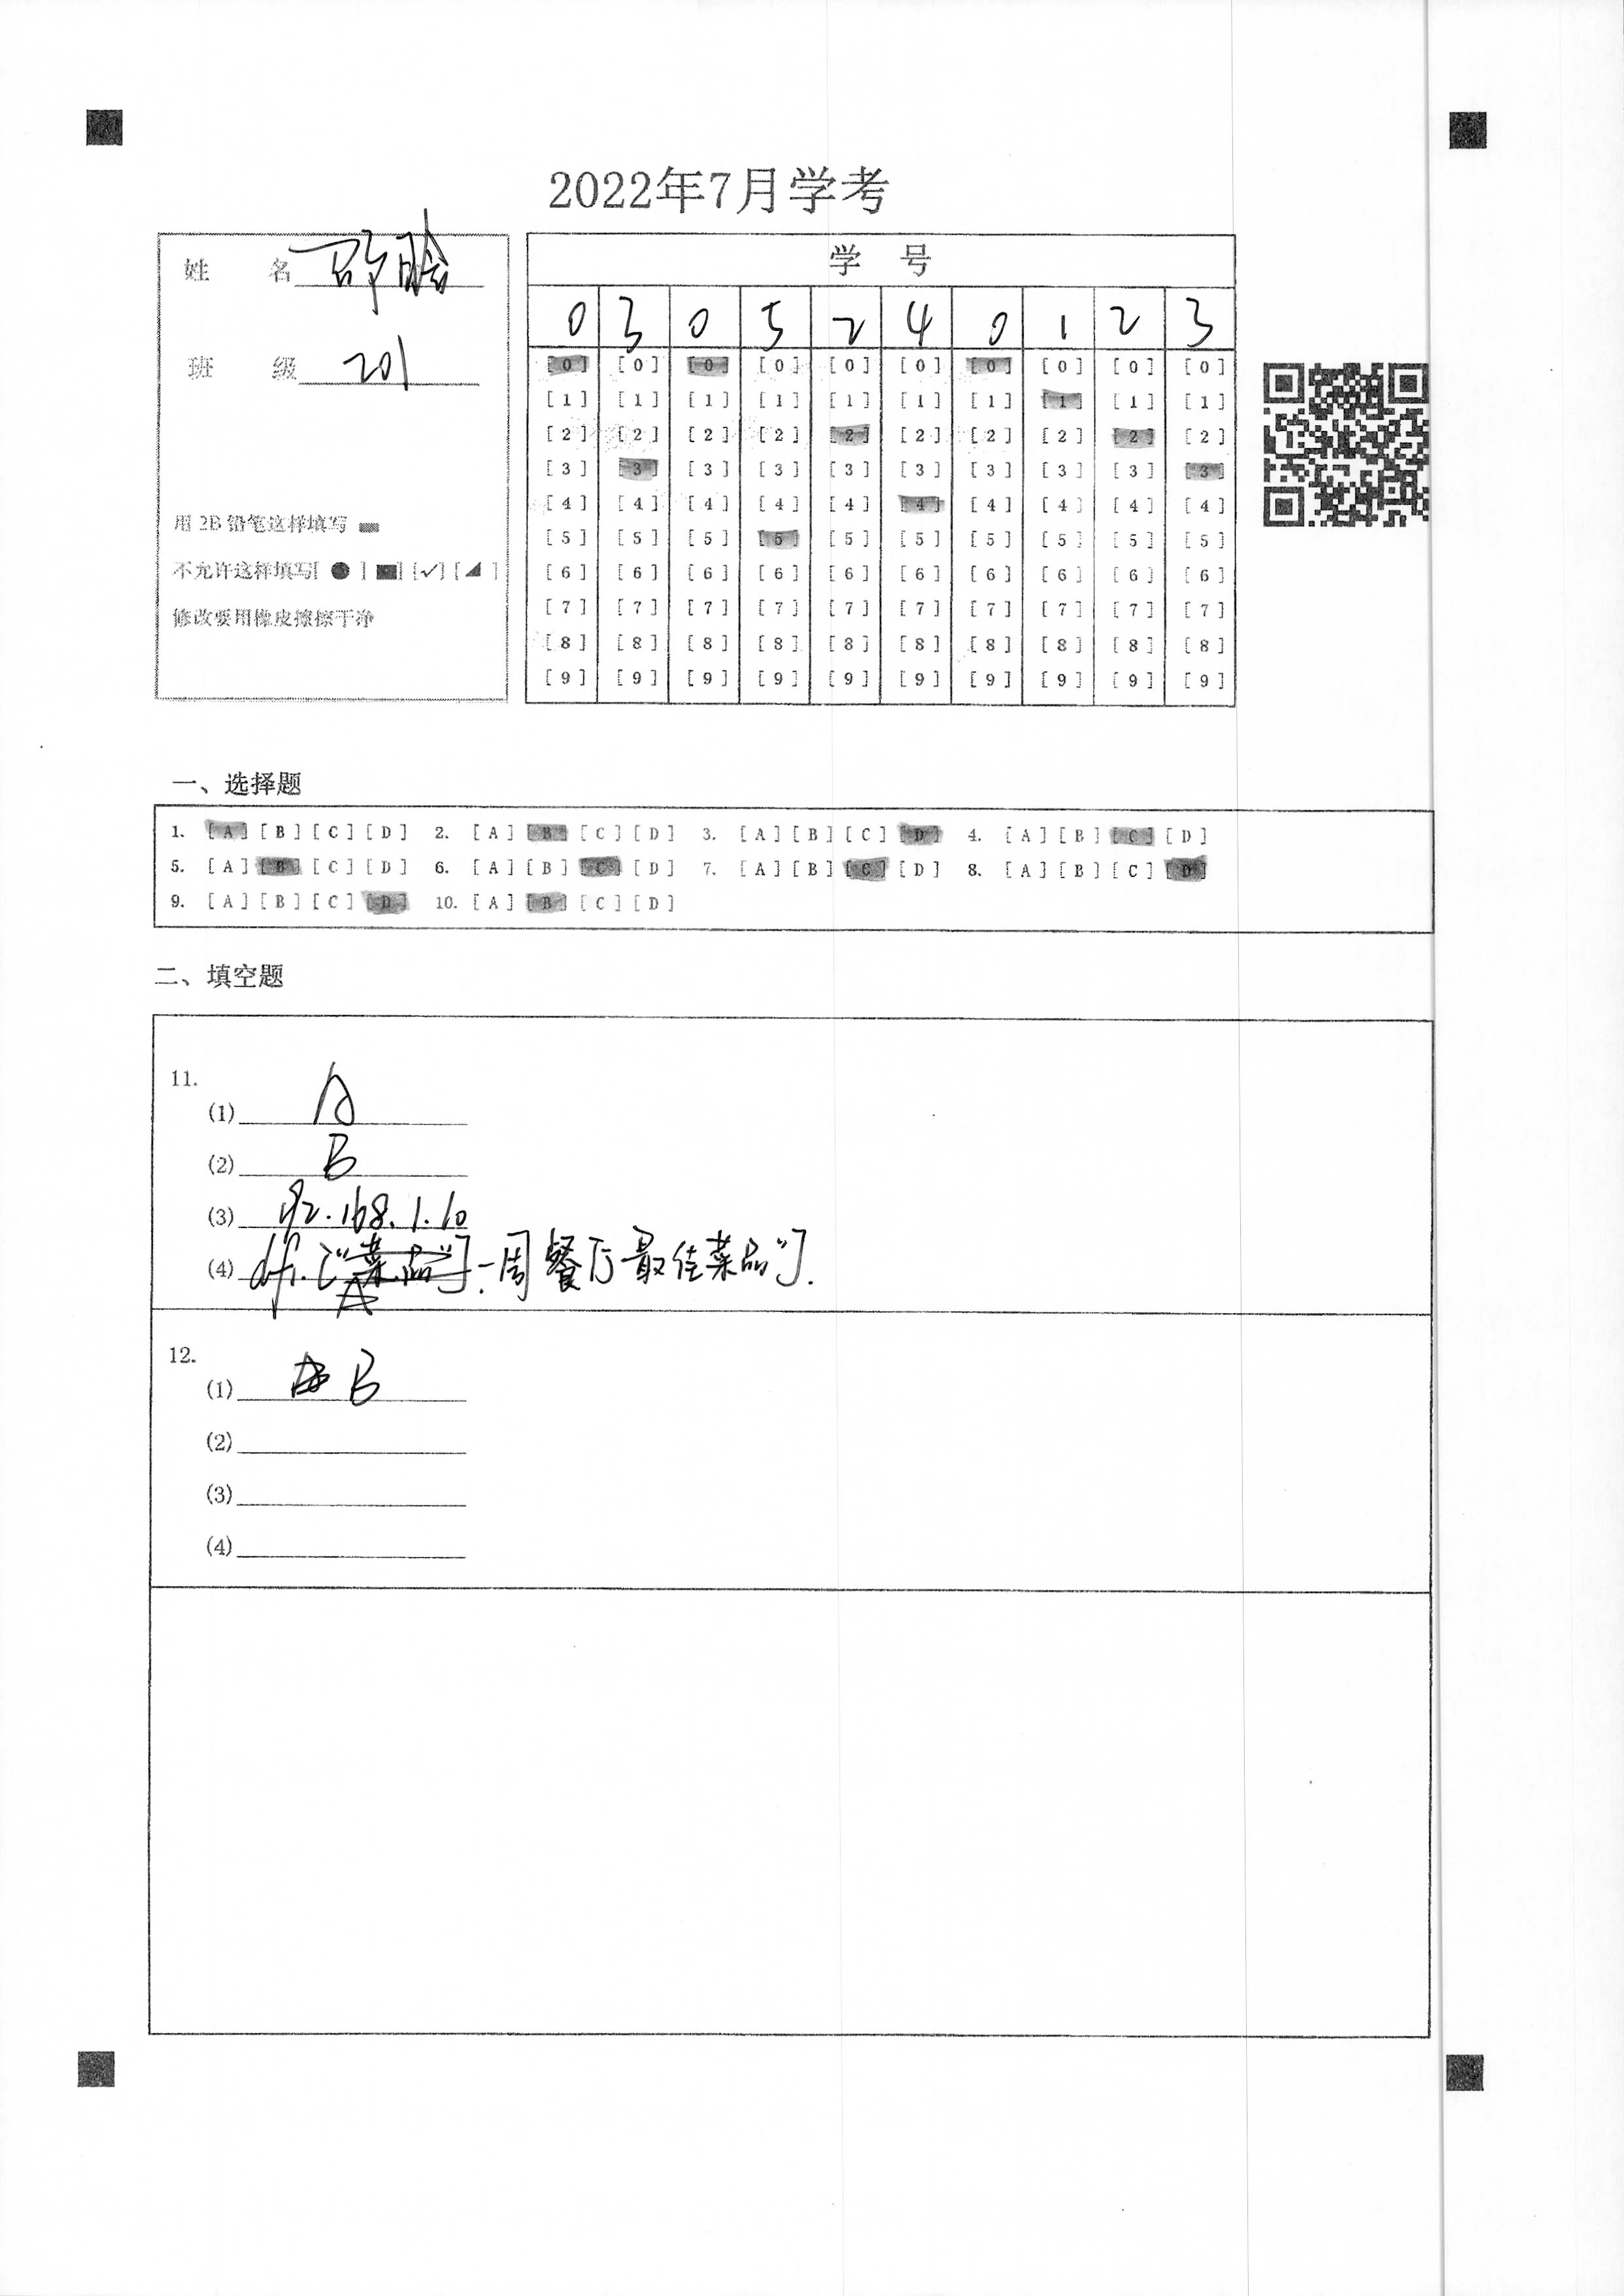 2022年7月学考
姓 名
班 级 201
用 2B 铅笔这样填写
不允许这样填写[ ● ] [■] [✓] [◢ ]
修改要用橡皮擦擦干净
学 号
0 3 0 5 2 4 0 1 2 3
[0] [0] [0] [0] [0] [0] [0] [0] [0] [0]
[1] [1] [1] [1] [1] [1] [1] [1] [1] [1]
[2] [2] [2] [2] [2] [2] [2] [2] [2] [2]
[3] [3] [3] [3] [3] [3] [3] [3] [3] [3]
[4] [4] [4] [4] [4] [4] [4] [4] [4] [4]
[5] [5] [5] [5] [5] [5] [5] [5] [5] [5]
[6] [6] [6] [6] [6] [6] [6] [6] [6] [6]
[7] [7] [7] [7] [7] [7] [7] [7] [7] [7]
[8] [8] [8] [8] [8] [8] [8] [8] [8] [8]
[9] [9] [9] [9] [9] [9] [9] [9] [9] [9]
一、选择题
1. [A] [B] [C] [D] 2. [A] [B] [C] [D] 3. [A] [B] [C] [D] 4. [A] [B] [C] [D]
5. [A] [B] [C] [D] 6. [A] [B] [C] [D] 7. [A] [B] [C] [D] 8. [A] [B] [C] [D]
9. [A] [B] [C] [D] 10. [A] [B] [C] [D]
二、填空题
11.
(1) A
(2) B
(3) 192.168.1.10
(4) df.["菜品"]一周餐厅最佳菜品"].
12.
(1) B
(2)
(3)
(4)